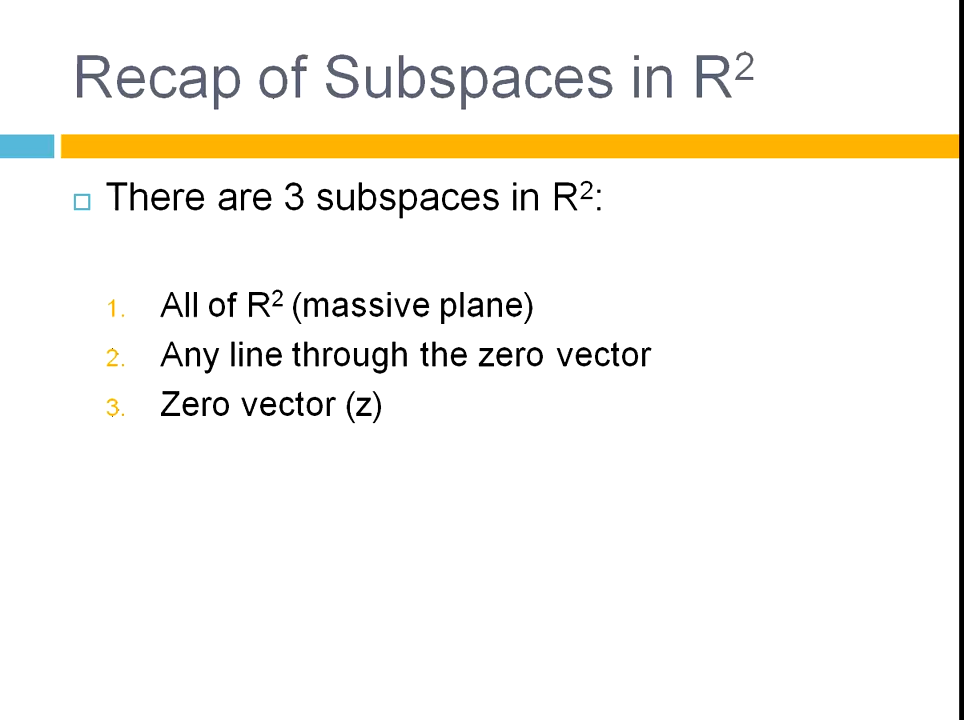 Recap of Subspaces in R²
There are 3 subspaces in R²:
1. All of R² (massive plane)
2. Any line through the zero vector
3. Zero vector (z)